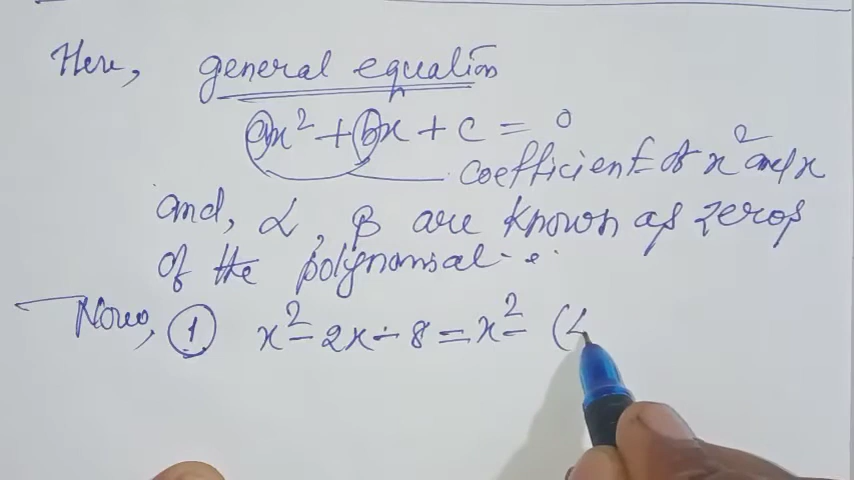 Here, general equation
ax² + bx + c = 0
coefficient of x² and x
and, α, β are known as zeros
of the polynomial.
Now, ① x² - 2x - 8 = x² - (4